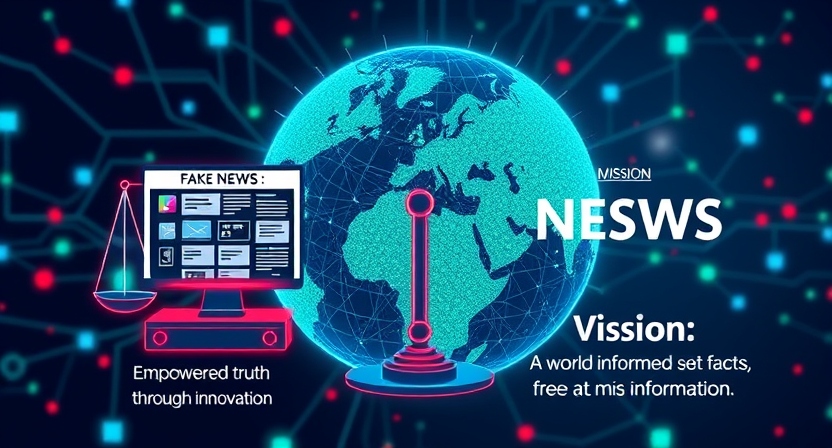 FAKE NEWS :
MISSION
NESWS
Vission:
A world informed set facts,
free at mis information.
Empowered truth
through innovation